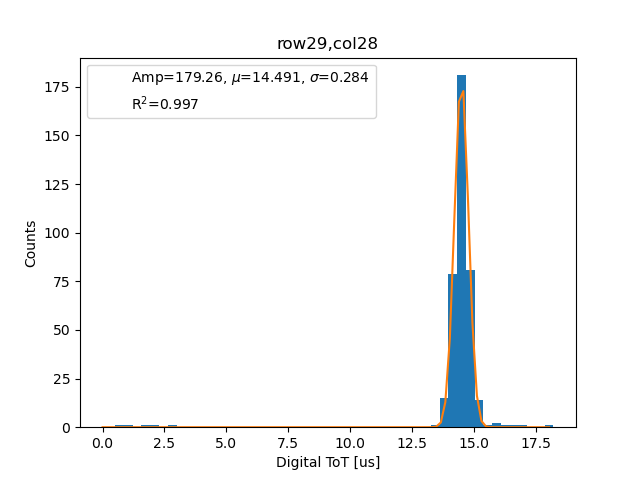 row29,col28
Amp=179.26, μ=14.491, σ=0.284
R²=0.997
Counts
175
150
125
100
75
50
25
0
0.0 2.5 5.0 7.5 10.0 12.5 15.0 17.5
Digital ToT [us]